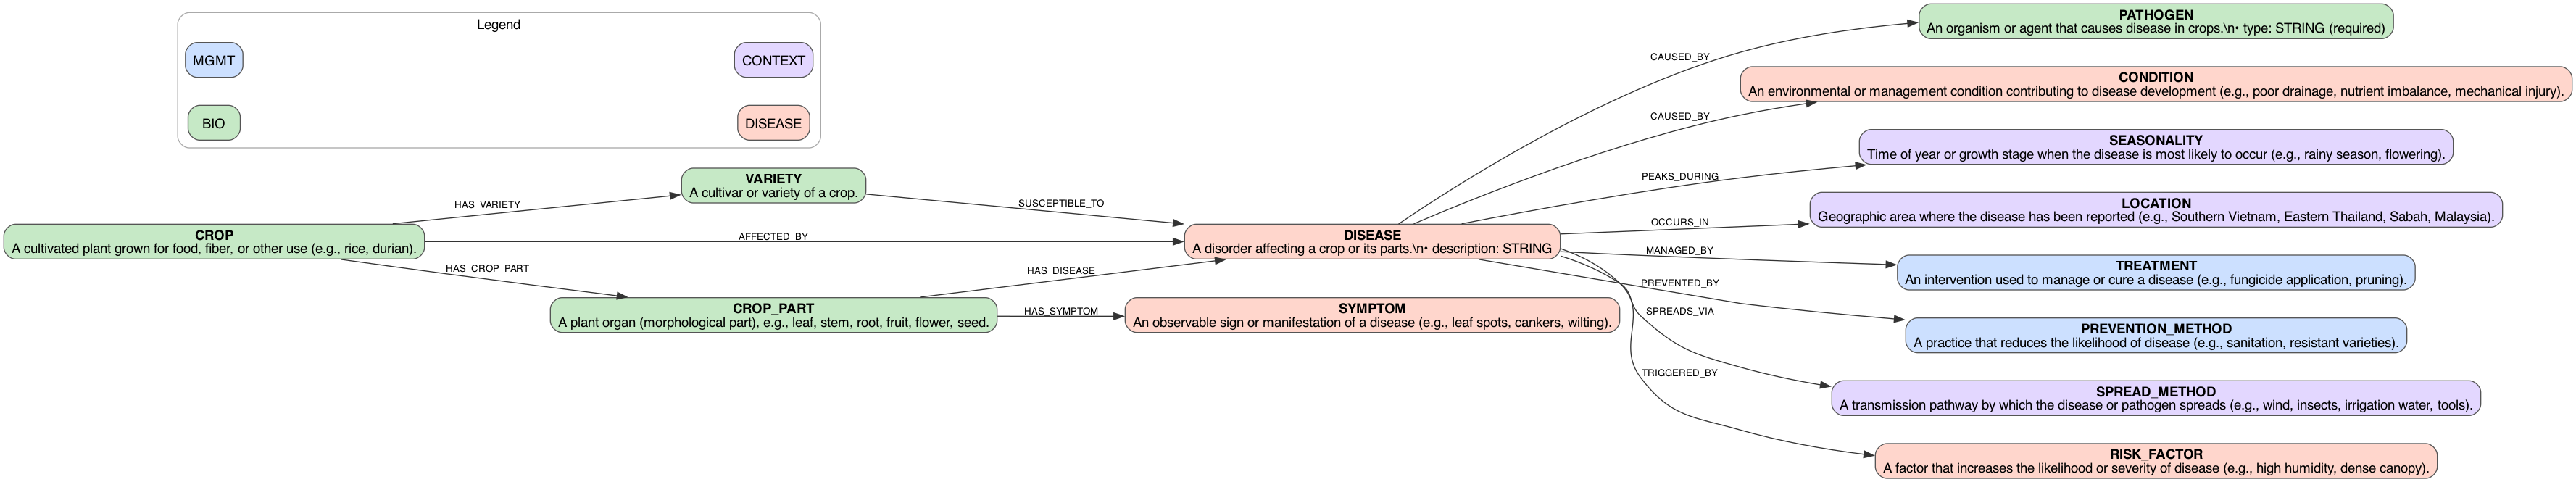 Legend
MGMT
CONTEXT
BIO
DISEASE
CROP
A cultivated plant grown for food, fiber, or other use (e.g., rice, durian).
HAS_VARIETY
AFFECTED_BY
HAS_CROP_PART
VARIETY
A cultivar or variety of a crop.
SUSCEPTIBLE_TO
CROP_PART
A plant organ (morphological part), e.g., leaf, stem, root, fruit, flower, seed.
HAS_DISEASE
HAS_SYMPTOM
DISEASE
A disorder affecting a crop or its parts.\n• description: STRING
SYMPTOM
An observable sign or manifestation of a disease (e.g., leaf spots, cankers, wilting).
CAUSED_BY
CAUSED_BY
PEAKS_DURING
OCCURS_IN
MANAGED_BY
PREVENTED_BY
SPREADS_VIA
TRIGGERED_BY
PATHOGEN
An organism or agent that causes disease in crops.\n• type: STRING (required)
CONDITION
An environmental or management condition contributing to disease development (e.g., poor drainage, nutrient imbalance, mechanical injury).
SEASONALITY
Time of year or growth stage when the disease is most likely to occur (e.g., rainy season, flowering).
LOCATION
Geographic area where the disease has been reported (e.g., Southern Vietnam, Eastern Thailand, Sabah, Malaysia).
TREATMENT
An intervention used to manage or cure a disease (e.g., fungicide application, pruning).
PREVENTION_METHOD
A practice that reduces the likelihood of disease (e.g., sanitation, resistant varieties).
SPREAD_METHOD
A transmission pathway by which the disease or pathogen spreads (e.g., wind, insects, irrigation water, tools).
RISK_FACTOR
A factor that increases the likelihood or severity of disease (e.g., high humidity, dense canopy).